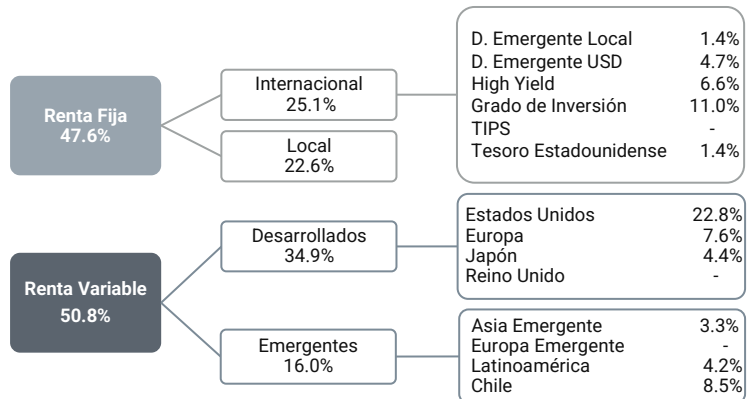 Renta Fija
47.6%
Internacional
25.1%
Local
22.6%
D. Emergente Local 1.4%
D. Emergente USD 4.7%
High Yield 6.6%
Grado de Inversión 11.0%
TIPS -
Tesoro Estadounidense 1.4%
Renta Variable
50.8%
Desarrollados
34.9%
Estados Unidos 22.8%
Europa 7.6%
Japón 4.4%
Reino Unido -
Emergentes
16.0%
Asia Emergente 3.3%
Europa Emergente -
Latinoamérica 4.2%
Chile 8.5%